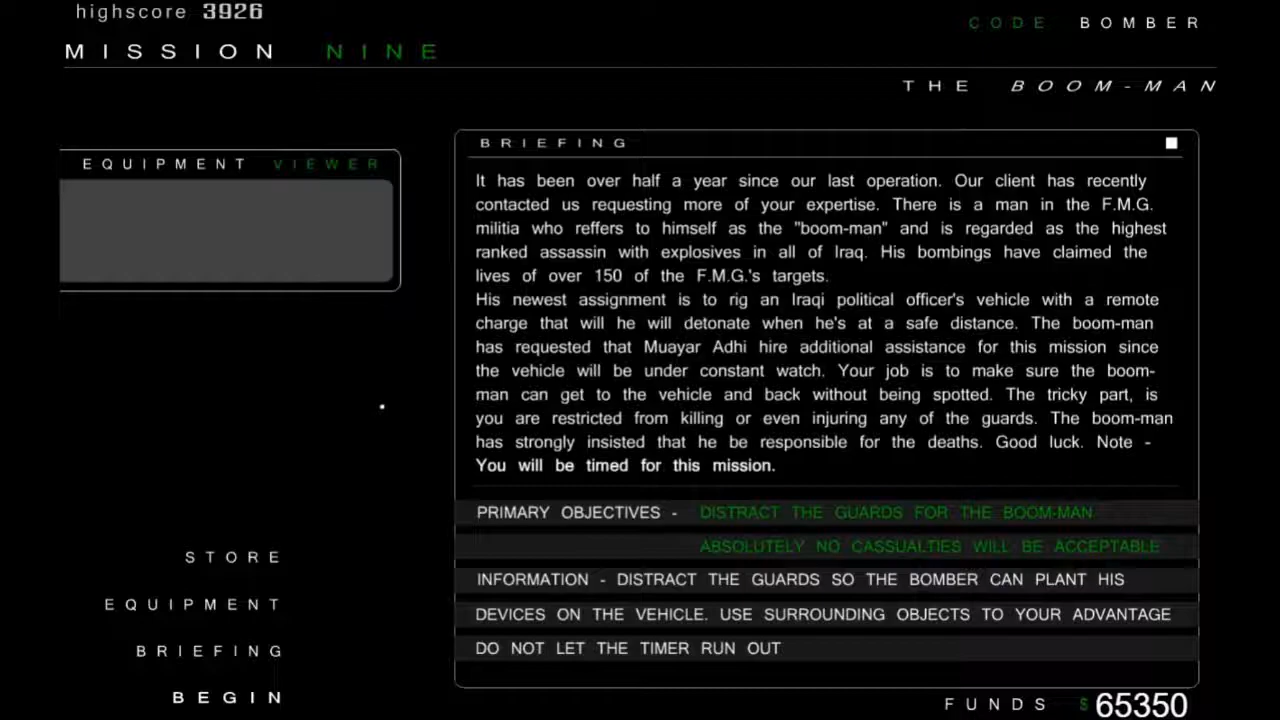 highscore 3926
CODE BOMBER
MISSION NINE
THE BOOM-MAN
EQUIPMENT VIEWER
BRIEFING
It has been over half a year since our last operation. Our client has recently
contacted us requesting more of your expertise. There is a man in the F.M.G.
militia who reffers to himself as the "boom-man" and is regarded as the highest
ranked assassin with explosives in all of Iraq. His bombings have claimed the
lives of over 150 of the F.M.G.'s targets.
His newest assignment is to rig an Iraqi political officer's vehicle with a remote
charge that will he will detonate when he's at a safe distance. The boom-man
has requested that Muayar Adhi hire additional assistance for this mission since
the vehicle will be under constant watch. Your job is to make sure the boom-
man can get to the vehicle and back without being spotted. The tricky part, is
you are restricted from killing or even injuring any of the guards. The boom-man
has strongly insisted that he be responsible for the deaths. Good luck. Note -
You will be timed for this mission.
PRIMARY OBJECTIVES - DISTRACT THE GUARDS FOR THE BOOM-MAN
ABSOLUTELY NO CASSUALTIES WILL BE ACCEPTABLE
INFORMATION - DISTRACT THE GUARDS SO THE BOMBER CAN PLANT HIS
DEVICES ON THE VEHICLE. USE SURROUNDING OBJECTS TO YOUR ADVANTAGE
DO NOT LET THE TIMER RUN OUT
STORE
EQUIPMENT
BRIEFING
BEGIN
FUNDS $65350